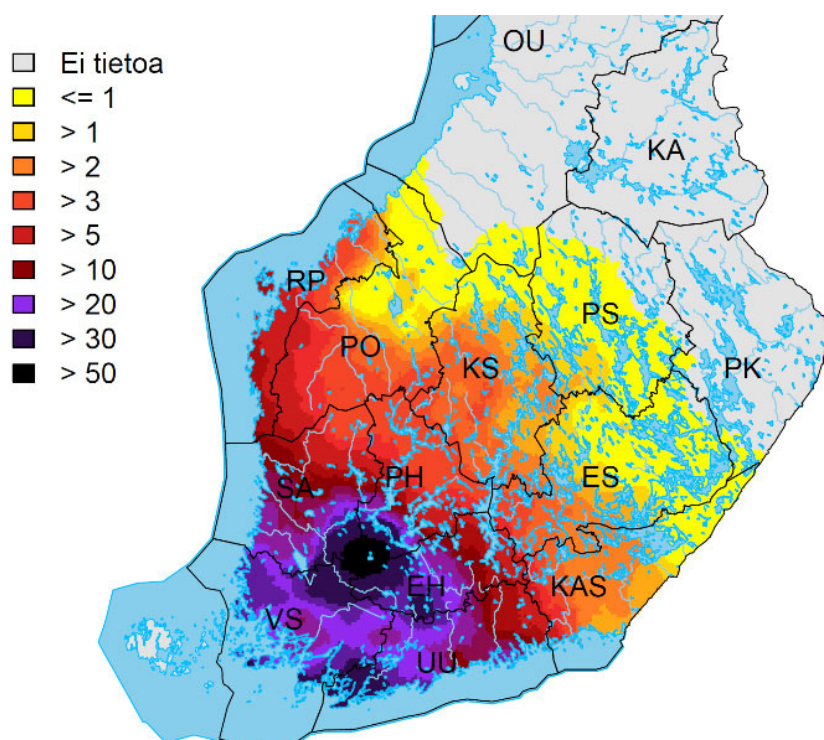 Ei tietoa
<= 1
> 1
> 2
> 3
> 5
> 10
> 20
> 30
> 50
OU
KA
RP
PS
PO
KS
PK
SA
PH
ES
EH
KAS
VS
UU